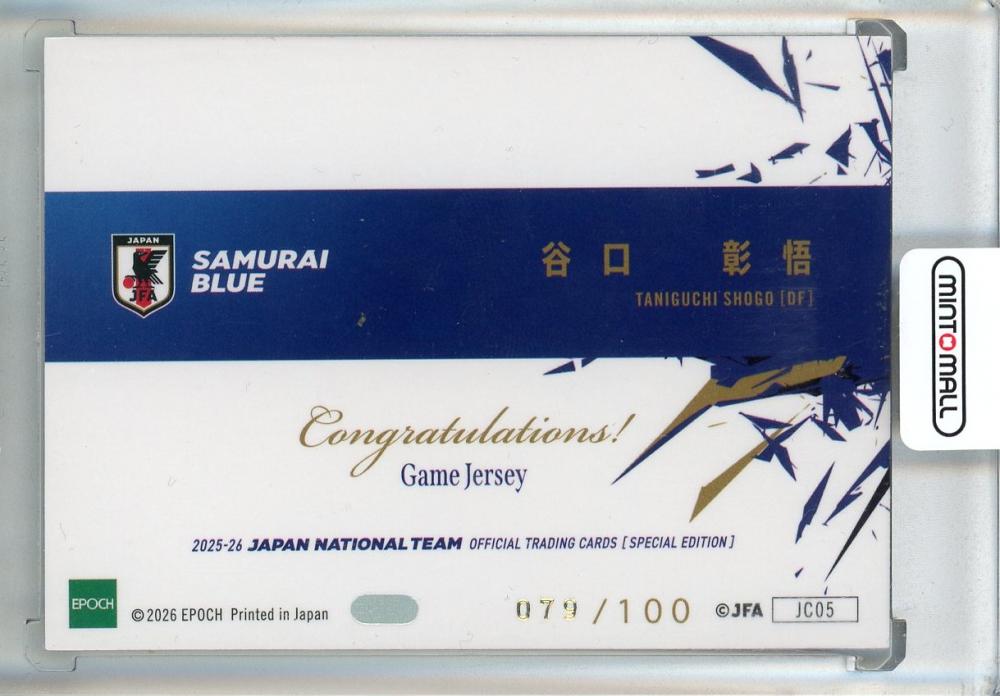 JAPAN
JFA
SAMURAI
BLUE
谷口 彰悟
TANIGUCHI SHOGO [DF]
MINTOMALL
Congratulations!
Game Jersey
2025-26 JAPAN NATIONAL TEAM OFFICIAL TRADING CARDS [SPECIAL EDITION]
EPOCH
©2026 EPOCH Printed in Japan
079/100
©JFA
JC05